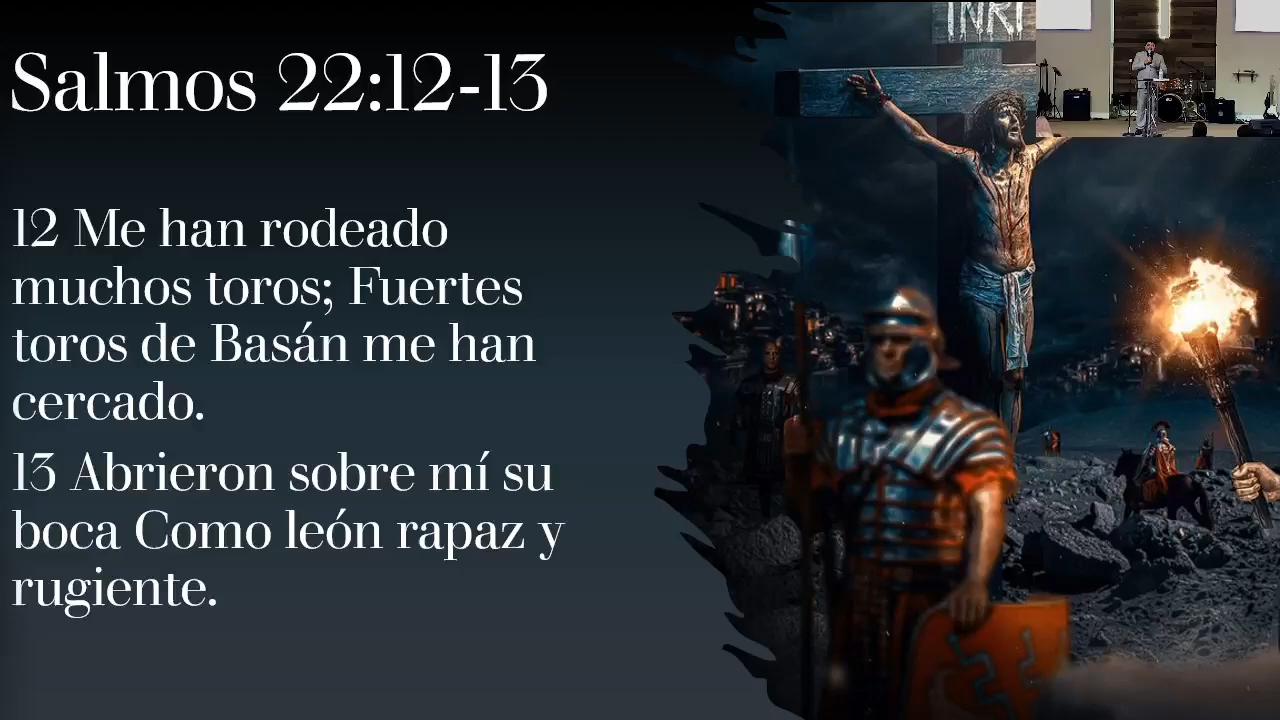 Salmos 22:12-13
INRI
12 Me han rodeado
muchos toros; Fuertes
toros de Basán me han
cercado.
13 Abrieron sobre mí su
boca Como león rapaz y
rugiente.